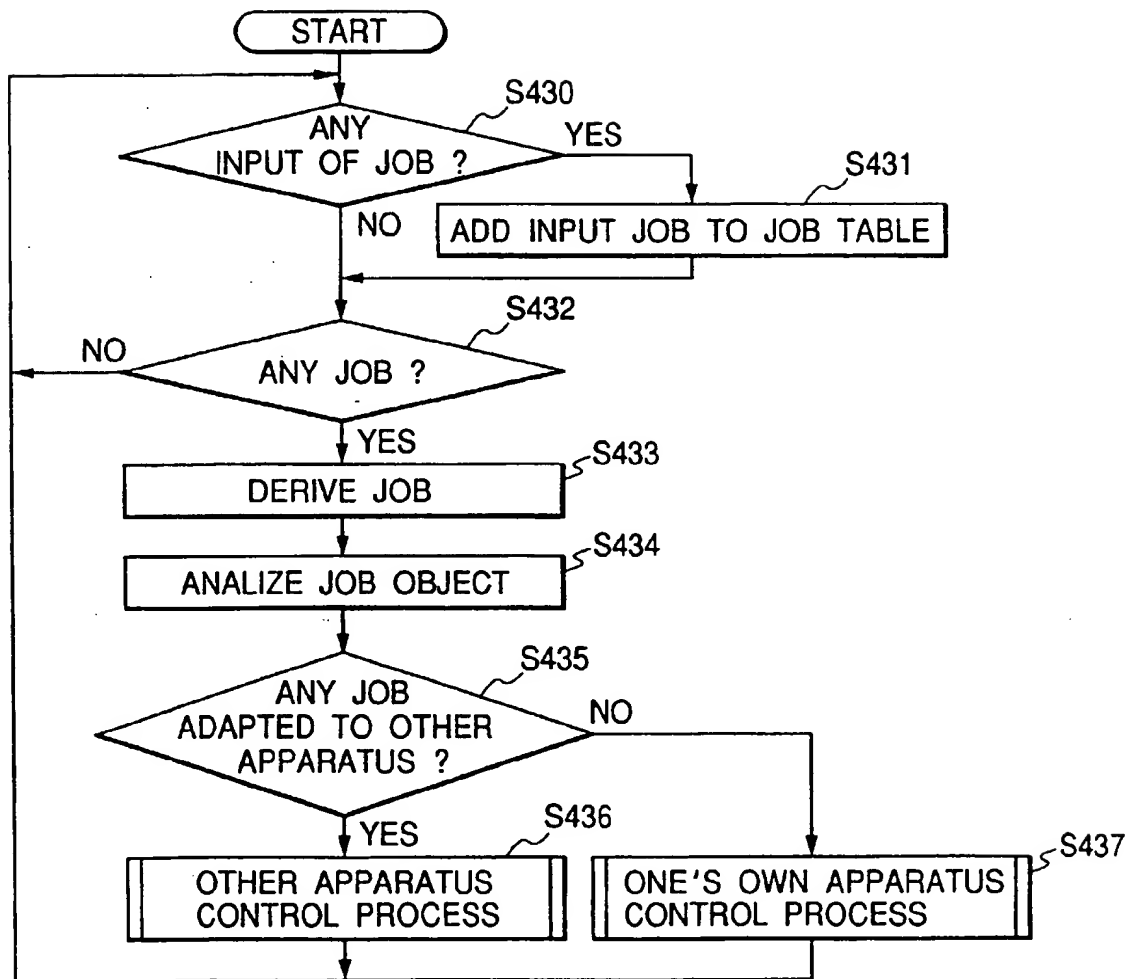 START
S430
ANY
INPUT OF JOB ?
YES
S431
NO
ADD INPUT JOB TO JOB TABLE
S432
NO
ANY JOB ?
YES
S433
DERIVE JOB
S434
ANALIZE JOB OBJECT
S435
ANY JOB
ADAPTED TO OTHER
APPARATUS ?
NO
YES
S436
S437
OTHER APPARATUS
CONTROL PROCESS
ONE'S OWN APPARATUS
CONTROL PROCESS